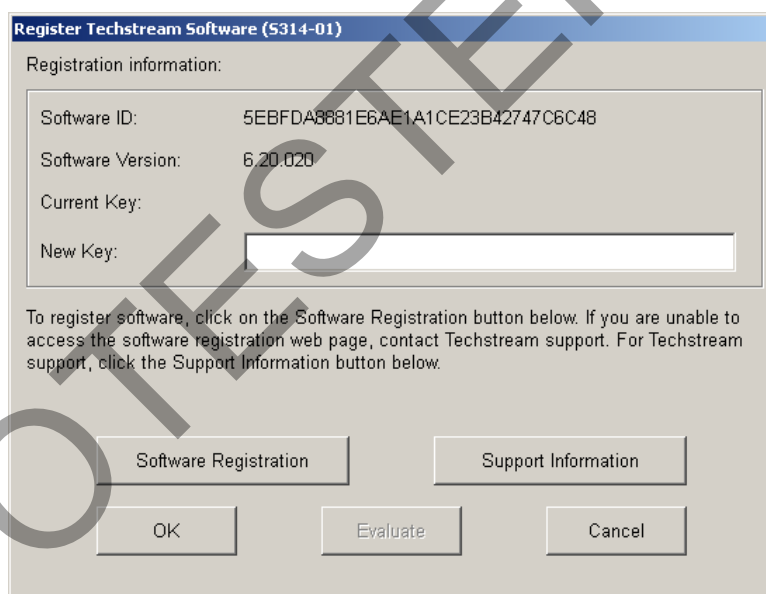 Register Techstream Software (S314-01)
Registration information:
Software ID: 5EBFDA8881E6AE1A1CE23B42747C6C48
Software Version: 6.20.020
Current Key:
New Key:
To register software, click on the Software Registration button below. If you are unable to
access the software registration web page, contact Techstream support. For Techstream
support, click the Support Information button below.
Software Registration Support Information
OK Evaluate Cancel